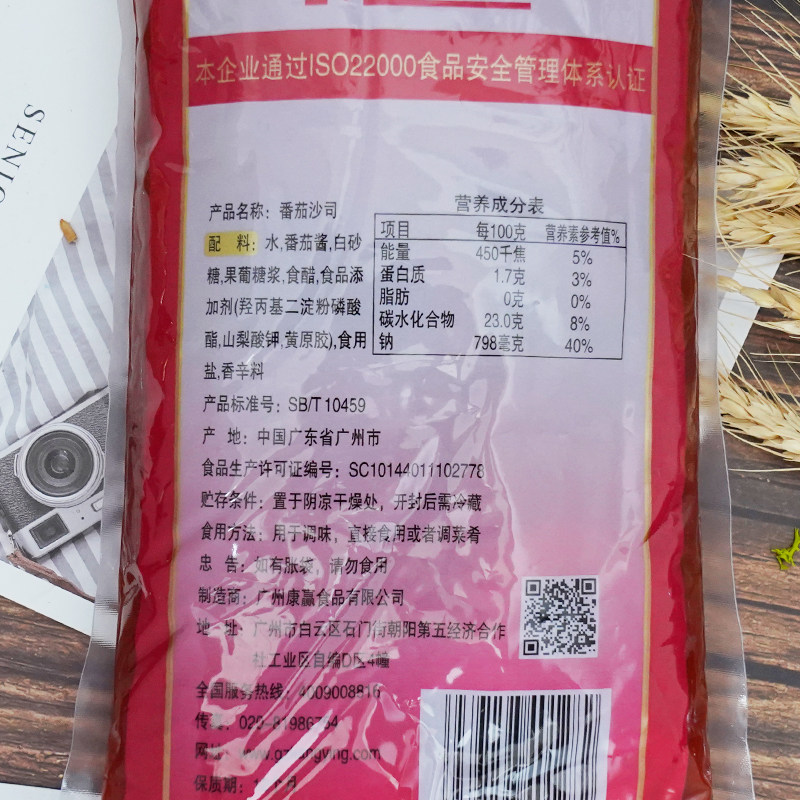 本企业通过ISO22000食品安全管理体系认证
SENIO
产品名称：番茄沙司
配 料：水,番茄酱,白砂
糖,果葡糖浆,食醋,食品添
加剂(羟丙基二淀粉磷酸
酯,山梨酸钾,黄原胶),食用
盐,香辛料
营养成分表
项目 每100克 营养素参考值%
能量 450千焦 5%
蛋白质 1.7克 3%
脂肪 0克 0%
碳水化合物 23.0克 8%
钠 798毫克 40%
产品标准号：SB/T 10459
产 地：中国广东省广州市
食品生产许可证编号：SC10144011102778
贮存条件：置于阴凉干燥处，开封后需冷藏
食用方法：用于调味，直接食用或者调菜肴
忠 告：如有胀袋，请勿食用
制造商：广州康赢食品有限公司
地 址：广州市白云区石门街朝阳第五经济合作
社工业区自编D区4幢
全国服务热线：4009008816
传真：020-81986784
网址：
保质期：